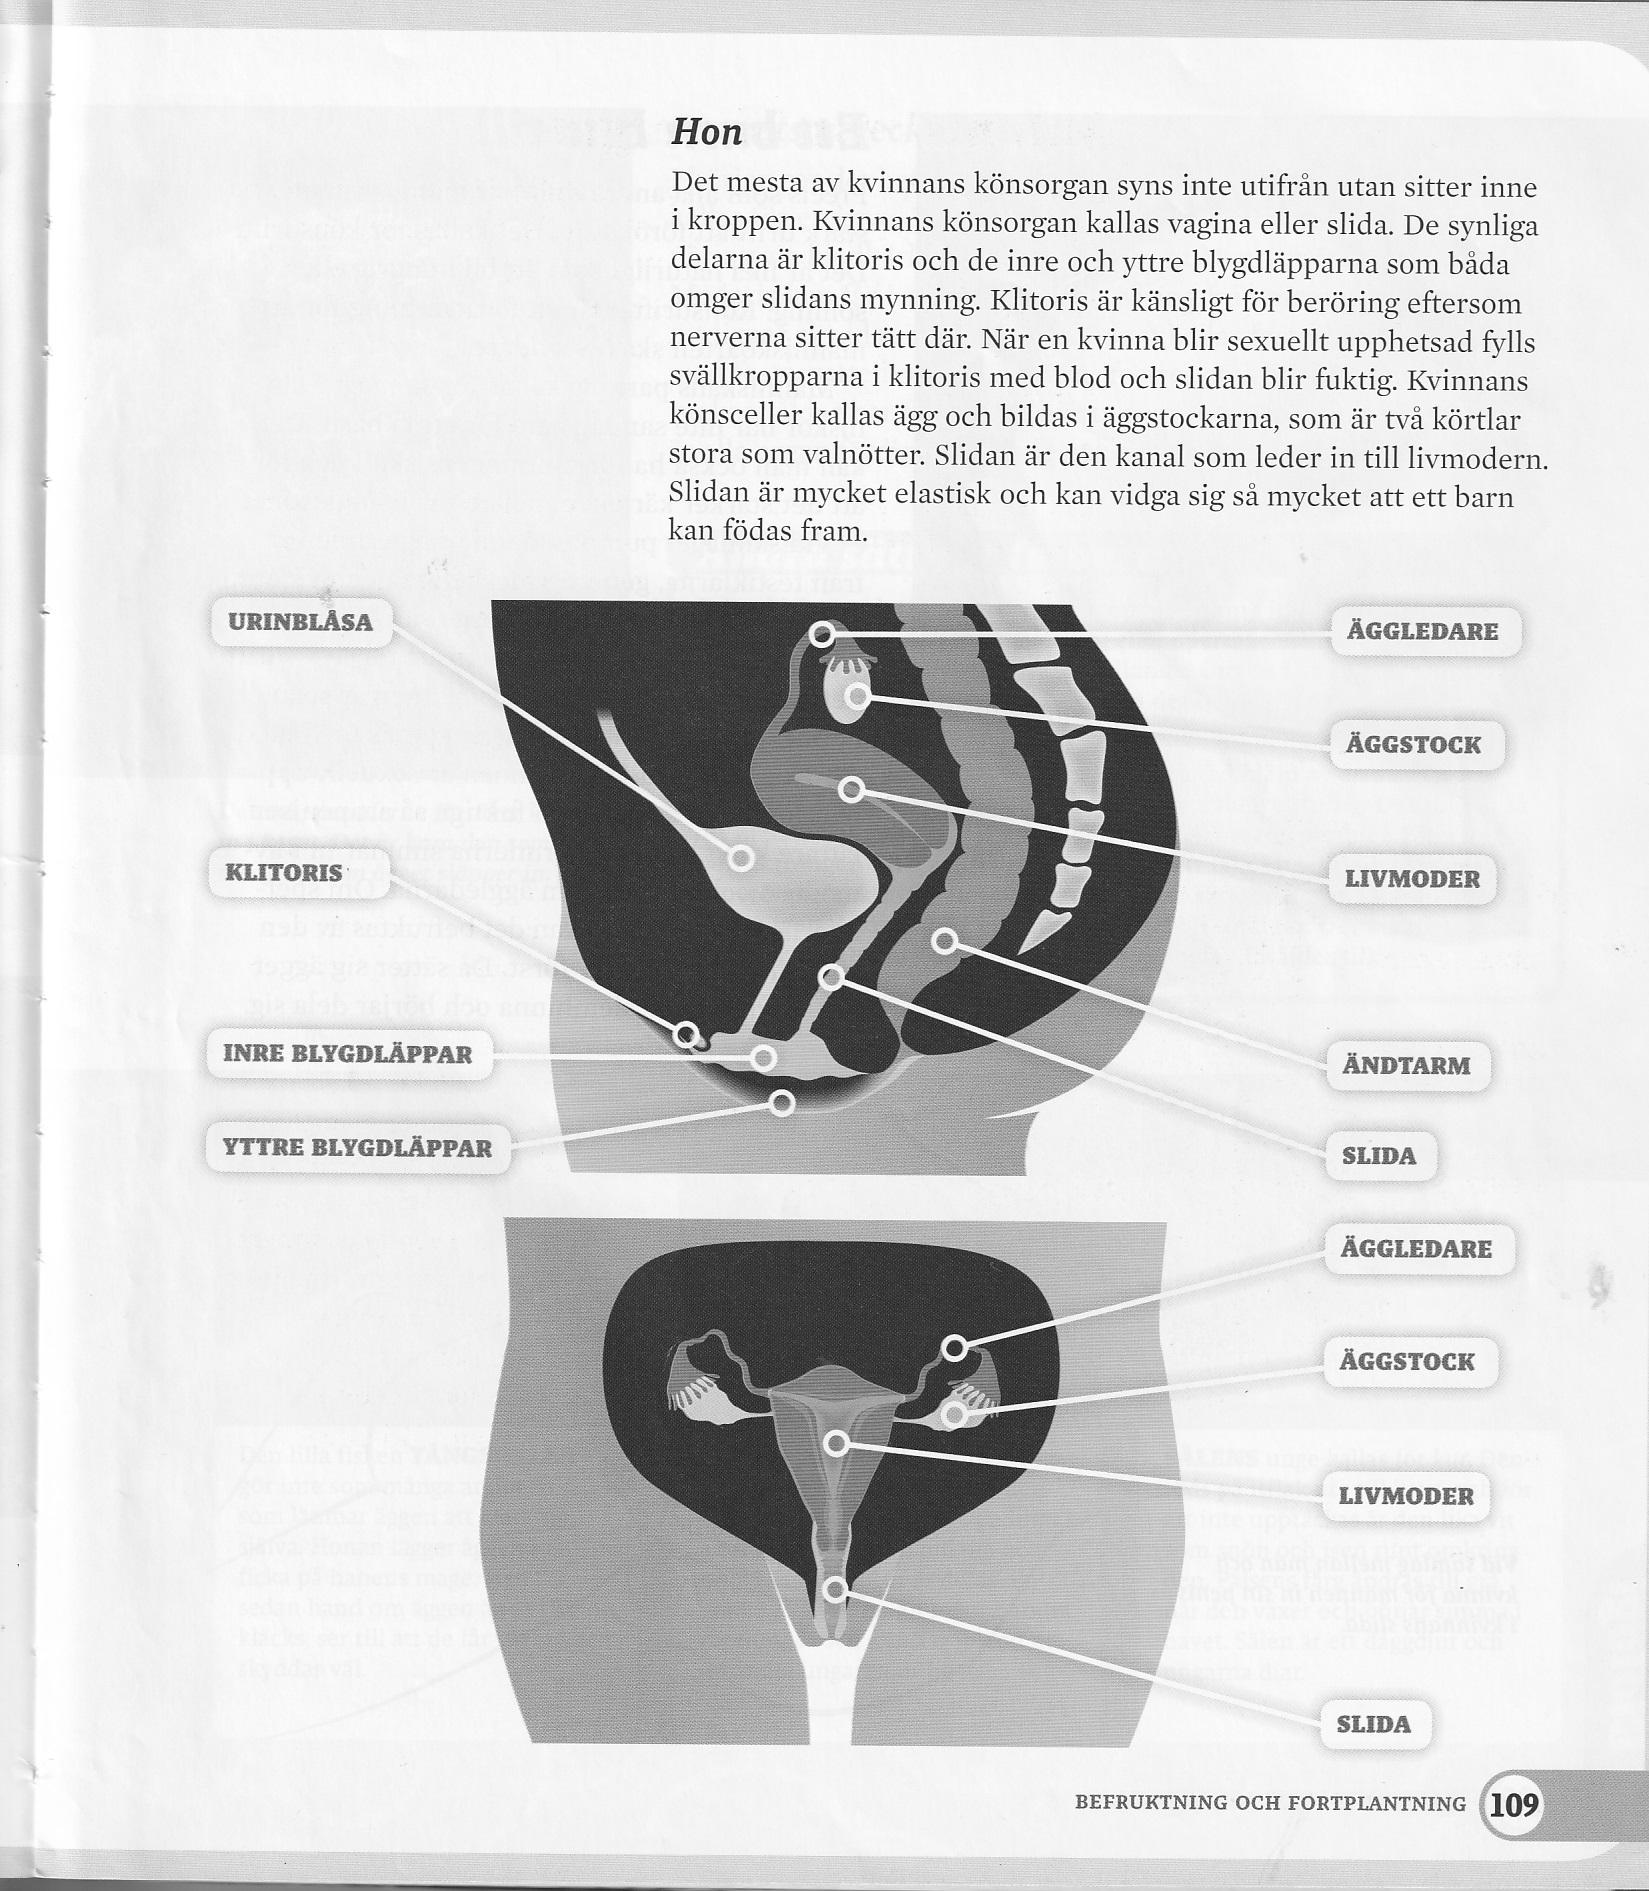 Hon
Det mesta av kvinnans könsorgan syns inte utifrån utan sitter inne
i kroppen. Kvinnans könsorgan kallas vagina eller slida. De synliga
delarna är klitoris och de inre och yttre blygdläpparna som båda
omger slidans mynning. Klitoris är känsligt för beröring eftersom
nerverna sitter tätt där. När en kvinna blir sexuellt upphetsad fylls
svällkropparna i klitoris med blod och slidan blir fuktig. Kvinnans
könsceller kallas ägg och bildas i äggstockarna, som är två körtlar
stora som valnötter. Slidan är den kanal som leder in till livmodern.
Slidan är mycket elastisk och kan vidga sig så mycket att ett barn
kan födas fram.
URINBLÅSA
KLITORIS
INRE BLYGDLÄPPAR
YTTRE BLYGDLÄPPAR
ÄGGLEDARE
ÄGGSTOCK
LIVMODER
ÄNDTARM
SLIDA
ÄGGLEDARE
ÄGGSTOCK
LIVMODER
SLIDA
BEFRUKTNING OCH FORTPLANTNING 109